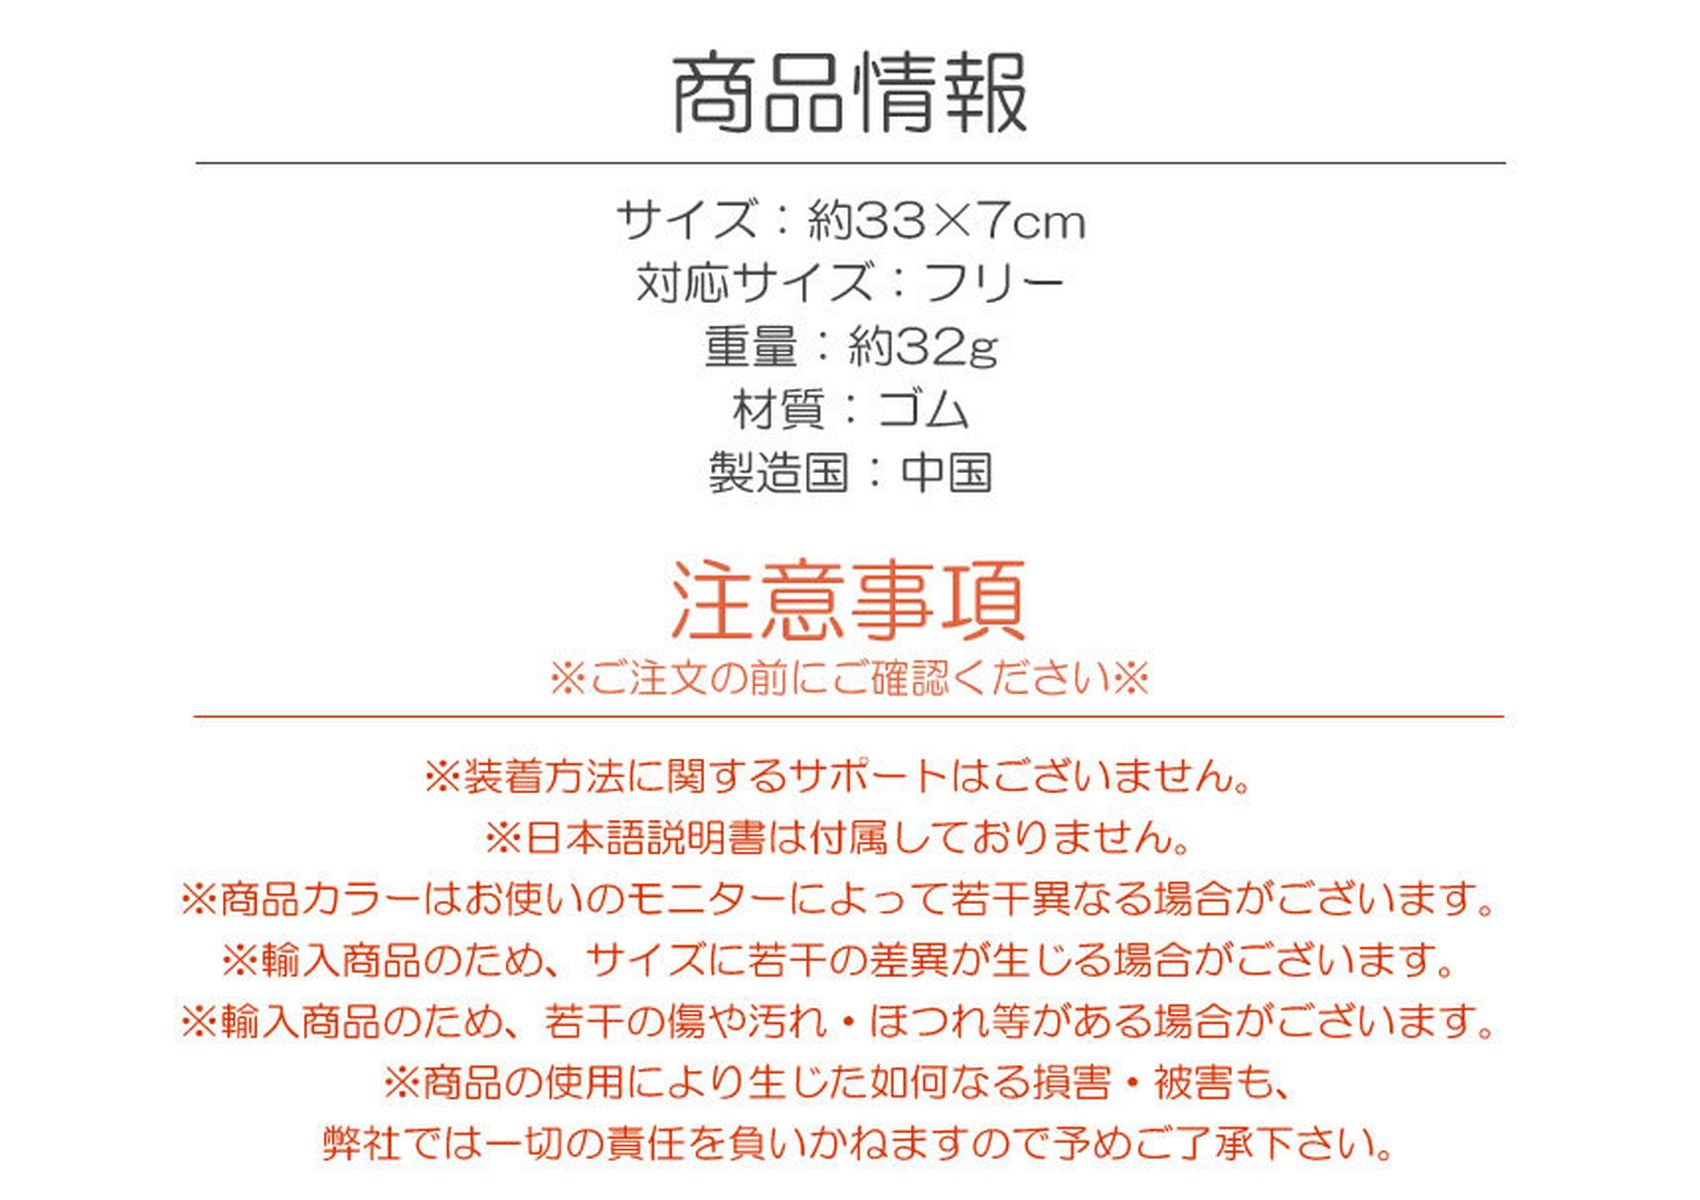 商品情報
サイズ：約33×7cm
対応サイズ：フリー
重量：約32g
材質：ゴム
製造国：中国
注意事項
※ご注文の前にご確認ください※
※装着方法に関するサポートはございません。
※日本語説明書は付属しておりません。
※商品カラーはお使いのモニターによって若干異なる場合がございます。
※輸入商品のため、サイズに若干の差異が生じる場合がございます。
※輸入商品のため、若干の傷や汚れ・ほつれ等がある場合がございます。
※商品の使用により生じた如何なる損害・被害も、
弊社では一切の責任を負いかねますので予めご了承下さい。